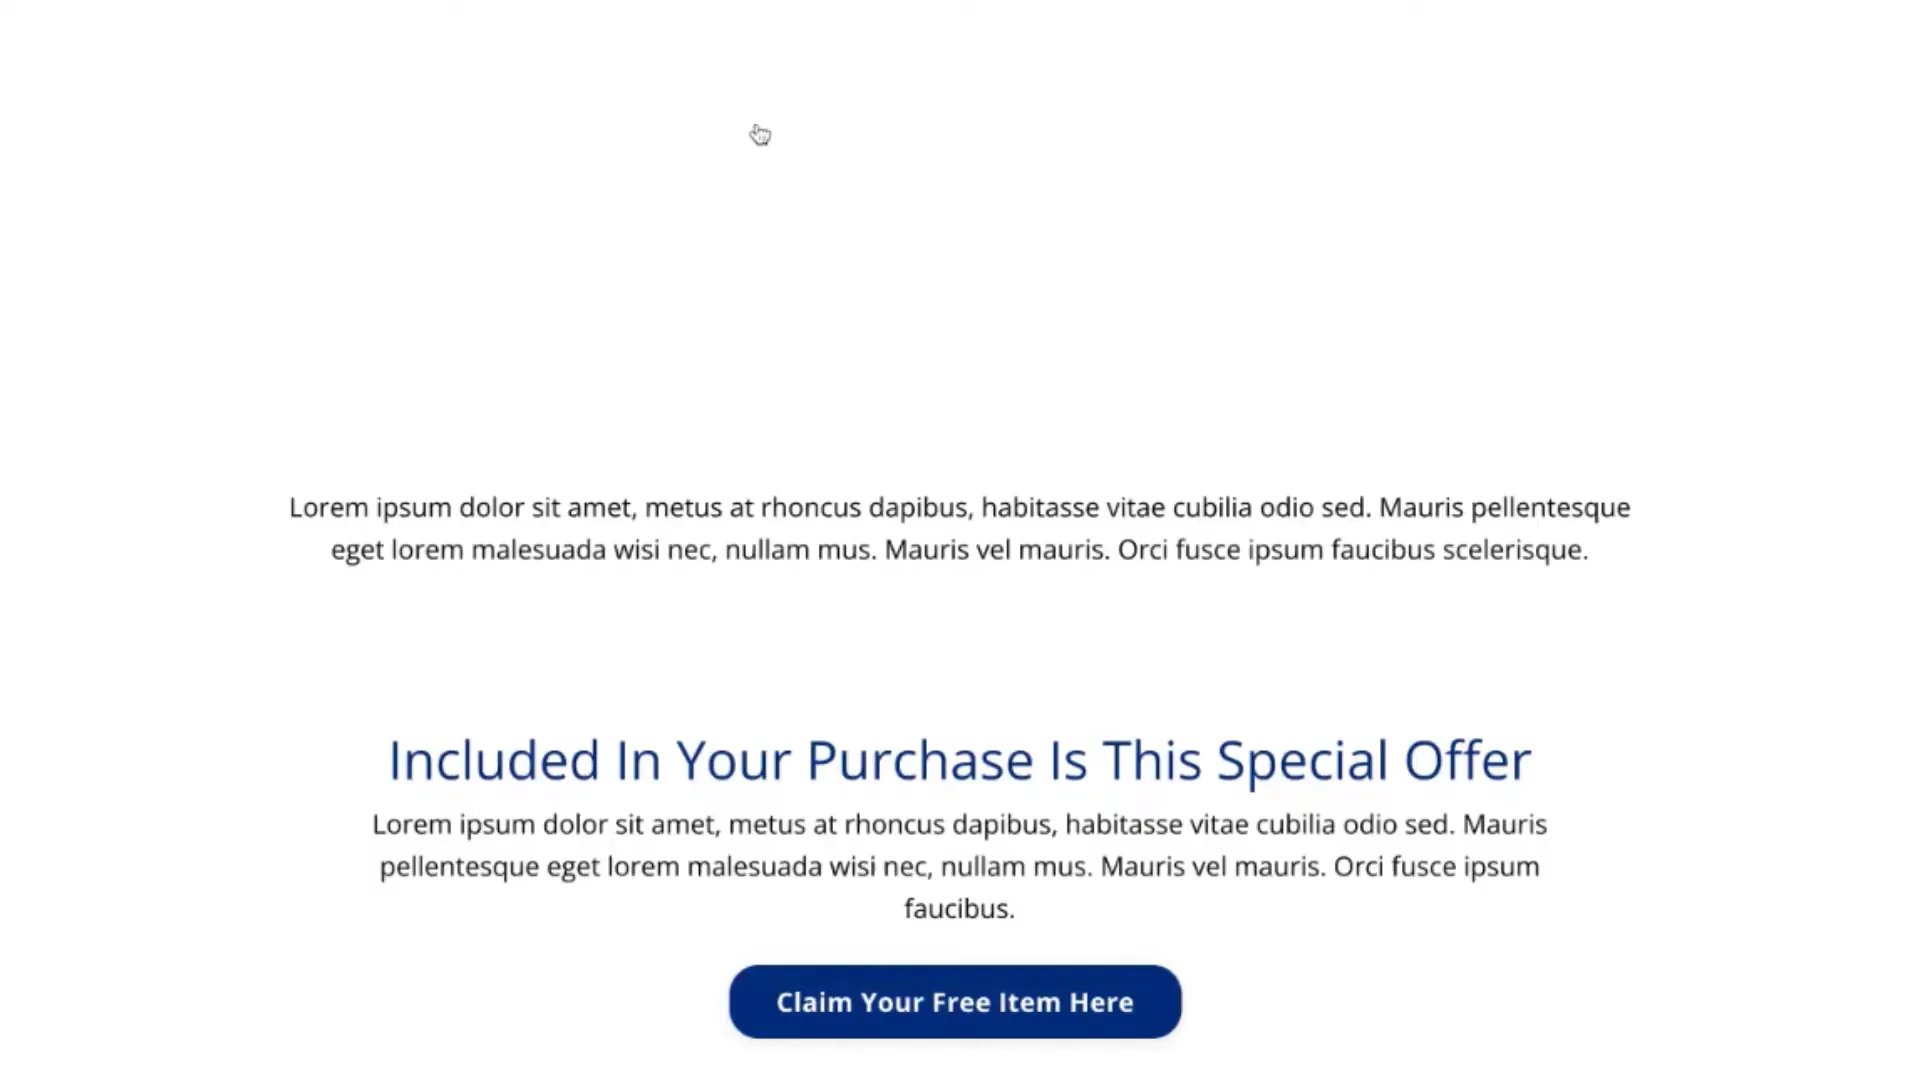 Lorem ipsum dolor sit amet, metus at rhoncus dapibus, habitasse vitae cubilia odio sed. Mauris pellentesque
eget lorem malesuada wisi nec, nullam mus. Mauris vel mauris. Orci fusce ipsum faucibus scelerisque.
Included In Your Purchase Is This Special Offer
Lorem ipsum dolor sit amet, metus at rhoncus dapibus, habitasse vitae cubilia odio sed. Mauris
pellentesque eget lorem malesuada wisi nec, nullam mus. Mauris vel mauris. Orci fusce ipsum
faucibus.
Claim Your Free Item Here